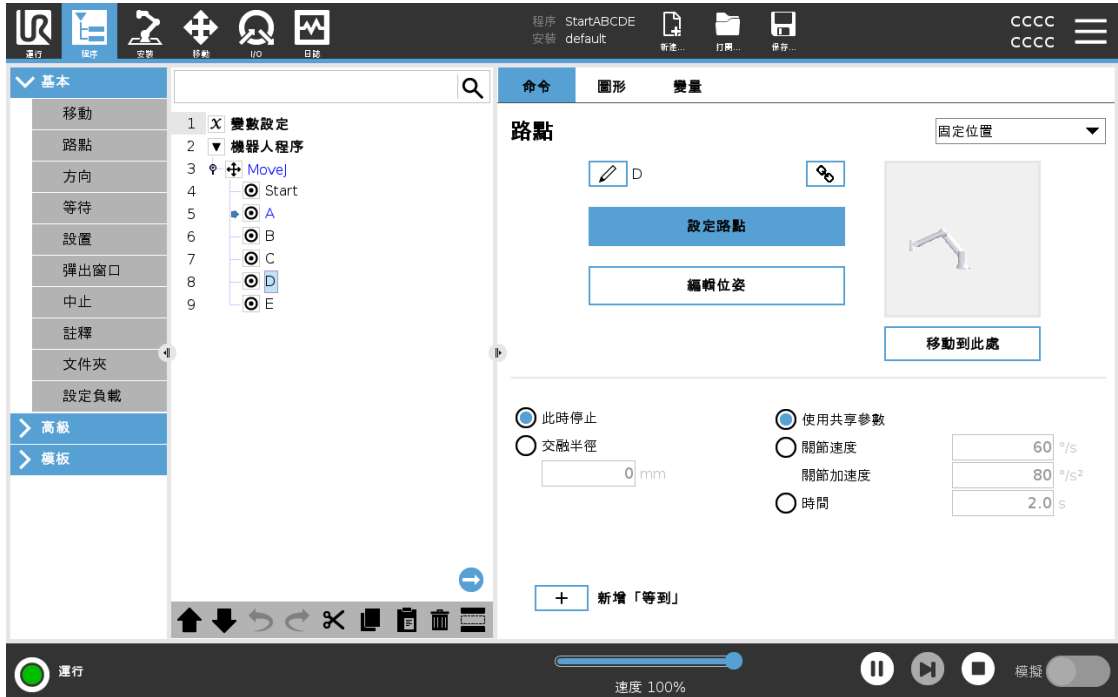 UR
運行
程序
安裝
移動
I/O
日誌
程序 StartABCDE
安裝 default
新建...
打開...
保存...
CCCC
CCCC
基本
移動
路點
方向
等待
設置
彈出窗口
中止
註釋
文件夾
設定負載
高級
模板
1 X 變數設定
2 ▼ 機器人程序
3 MoveJ
4 Start
5 A
6 B
7 C
8 D
9 E
命令
圖形
變量
路點
固定位置
D
設定路點
編輯位姿
移動到此處
此時停止
交融半徑
0 mm
使用共享參數
關節速度 60 °/s
關節加速度 80 °/s²
時間 2.0 s
+ 新增「等到」
運行
速度 100%
模擬